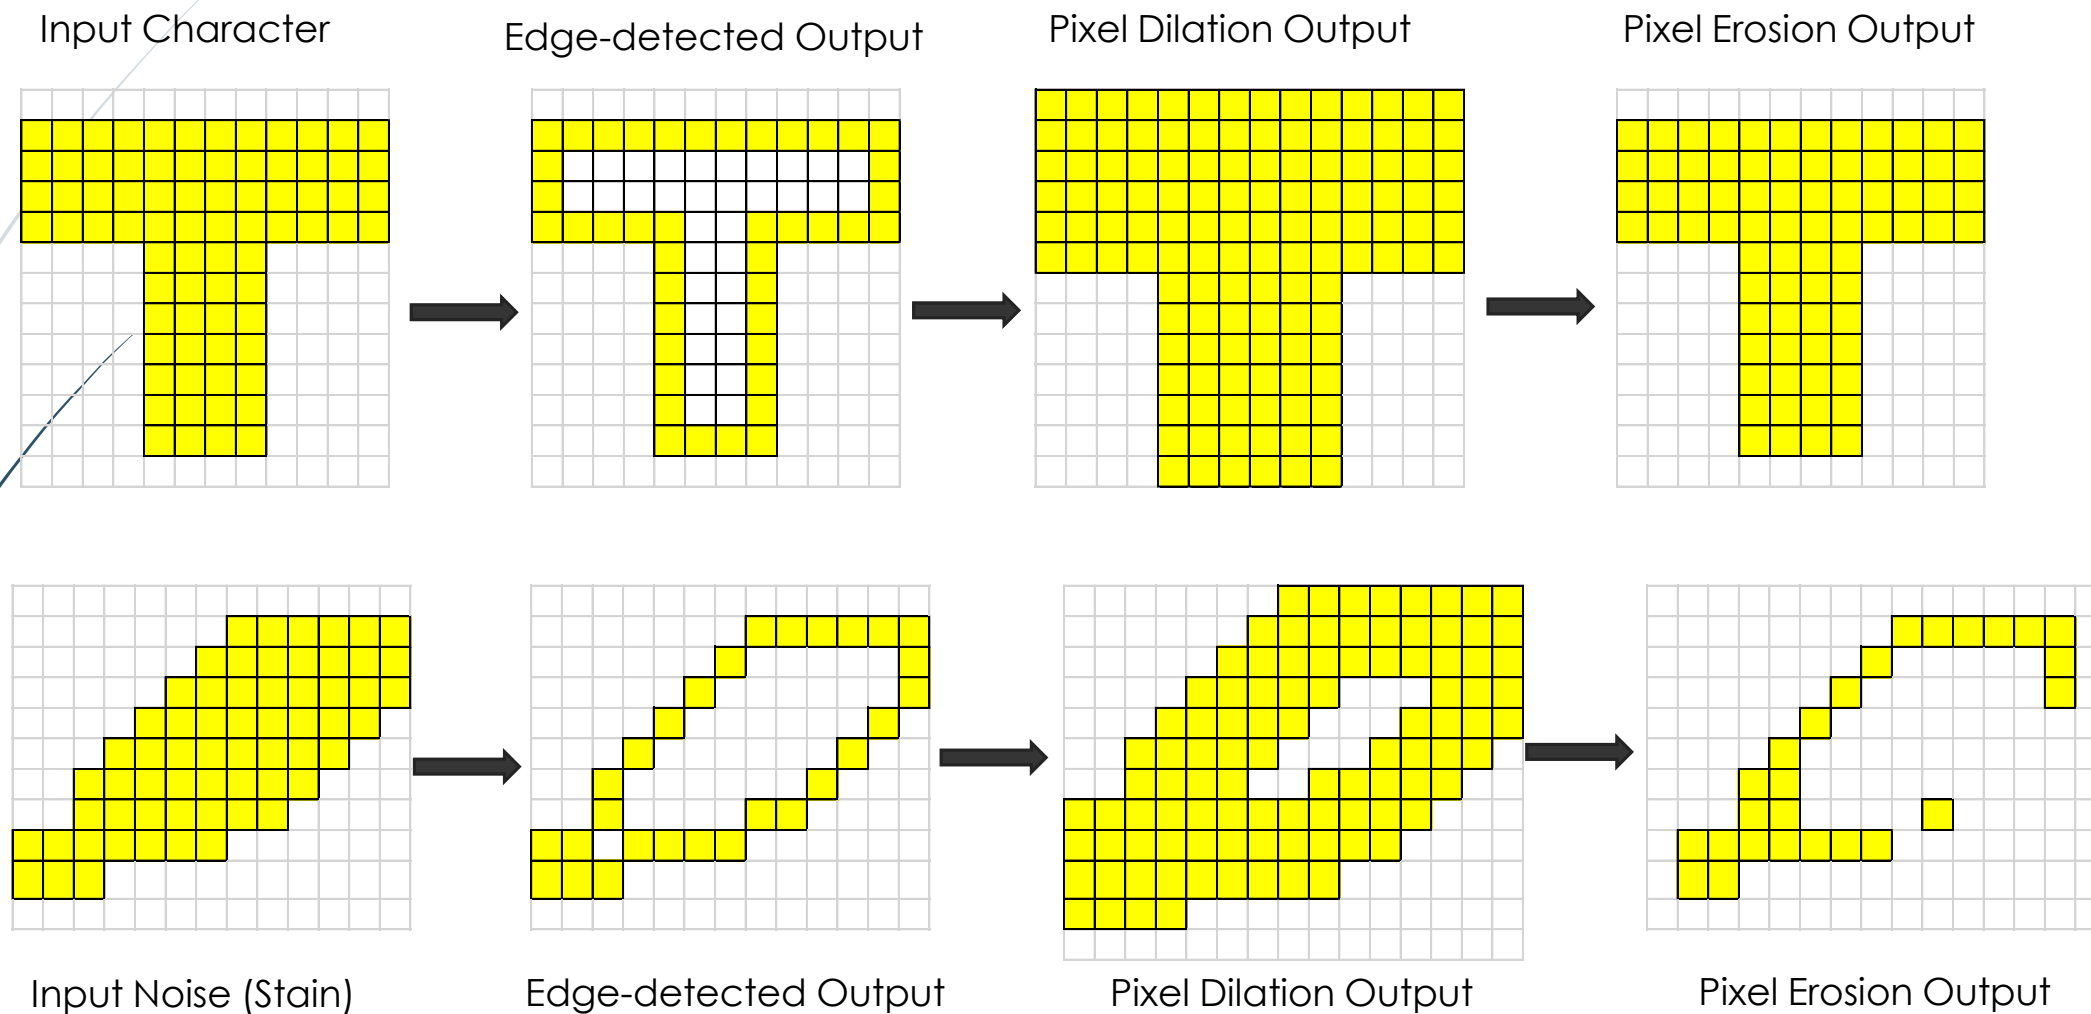 Input Character
Edge-detected Output
Pixel Dilation Output
Pixel Erosion Output
Input Noise (Stain)
Edge-detected Output
Pixel Dilation Output
Pixel Erosion Output